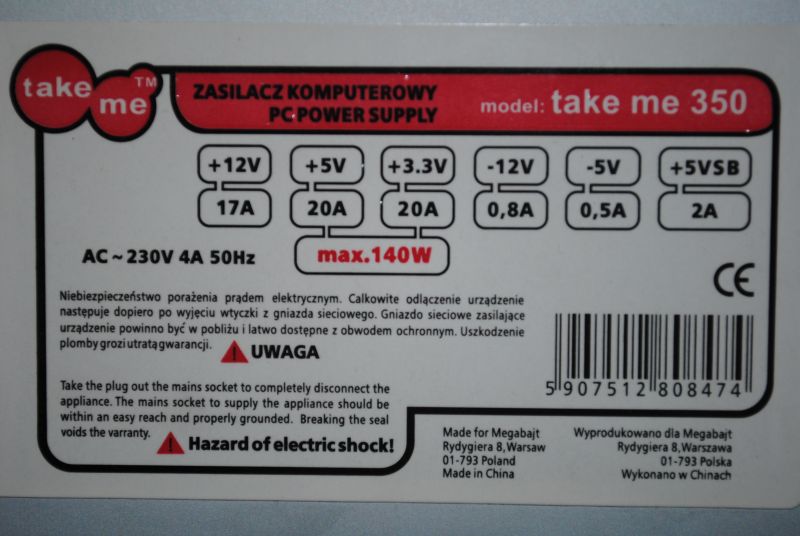 take me™
ZASILACZ KOMPUTEROWY
PC POWER SUPPLY
model: take me 350
+12V +5V +3.3V -12V -5V +5VSB
17A 20A 20A 0,8A 0,5A 2A
AC ~ 230V 4A 50Hz
max.140W
CE
Niebezpieczeństwo porażenia prądem elektrycznym. Calkowite odłączenie urządzenie
następuje dopiero po wyjęciu wtyczki z gniazda sieciowego. Gniazdo sieciowe zasilające
urządzenie powinno być w pobliżu i latwo dostępne z obwodem ochronnym. Uszkodzenie
plomby grozi utratą gwarancji.
UWAGA
5 907512 808474
Take the plug out the mains socket to completely disconnect the
appliance. The mains socket to supply the appliance should be
within an easy reach and properly grounded. Breaking the seal
voids the varranty.
Hazard of electric shock!
Made for Megabajt
Rydygiera 8, Warsaw
01-793 Poland
Made in China
Wyprodukowano dla Megabajt
Rydygiera 8, Warszawa
01-793 Polska
Wykonano w Chinach